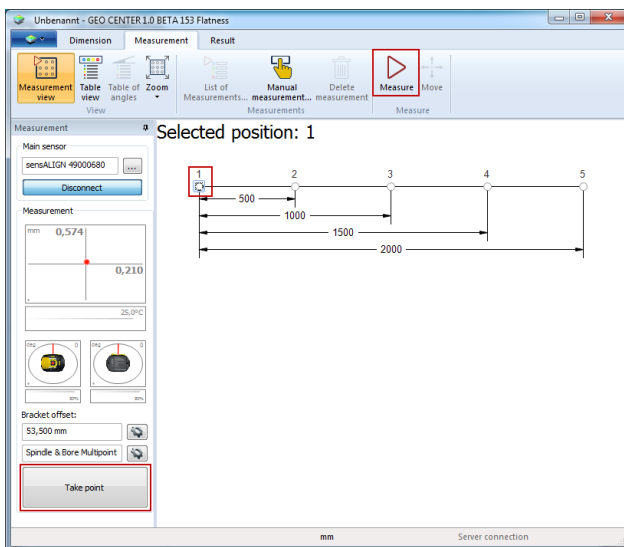 Unbenannt - GEO CENTER 1.0 BETA 153 Flatness
Dimension Measurement Result
Measurement view
Table view
Table of angles
Zoom
List of Measurements...
Manual measurement...
Delete measurement
Measure
Move
View
Measurements
Measure
Measurement
Selected position: 1
Main sensor
sensALIGN 49000680
...
Disconnect
Measurement
mm 0,574
0,210
25,0°C
deg 0
deg 0
Bracket offset:
53,500 mm
Spindle & Bore Multipoint
Take point
1 2 3 4 5
500
1000
1500
2000
mm
Server connection